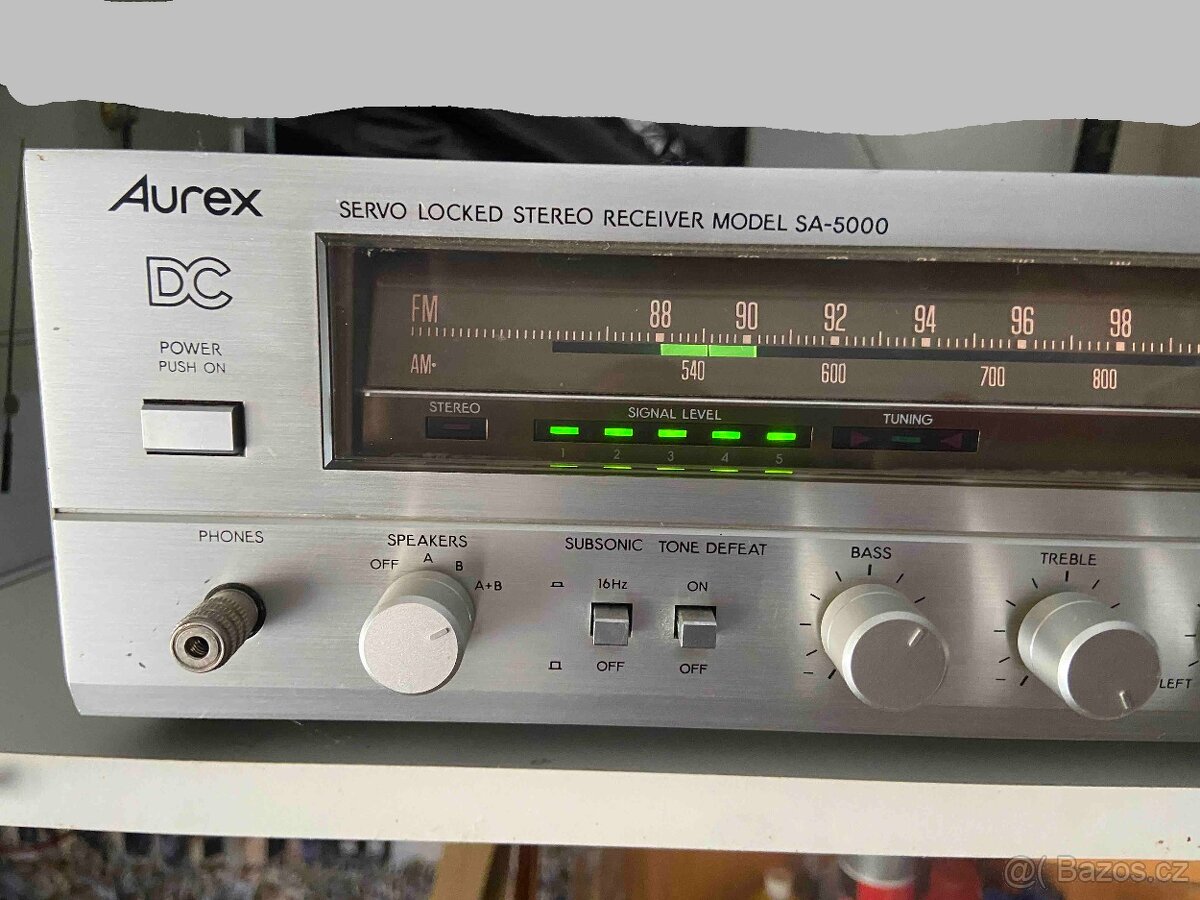 Aurex
SERVO LOCKED STEREO RECEIVER MODEL SA-5000
DC
POWER
PUSH ON
FM 88 90 92 94 96 98
AM 540 600 700 800
STEREO SIGNAL LEVEL TUNING
1 2 3 4 5
PHONES SPEAKERS SUBSONIC TONE DEFEAT BASS TREBLE
OFF A B A+B
16Hz ON
OFF OFF
LEFT
@( Bazos.cz